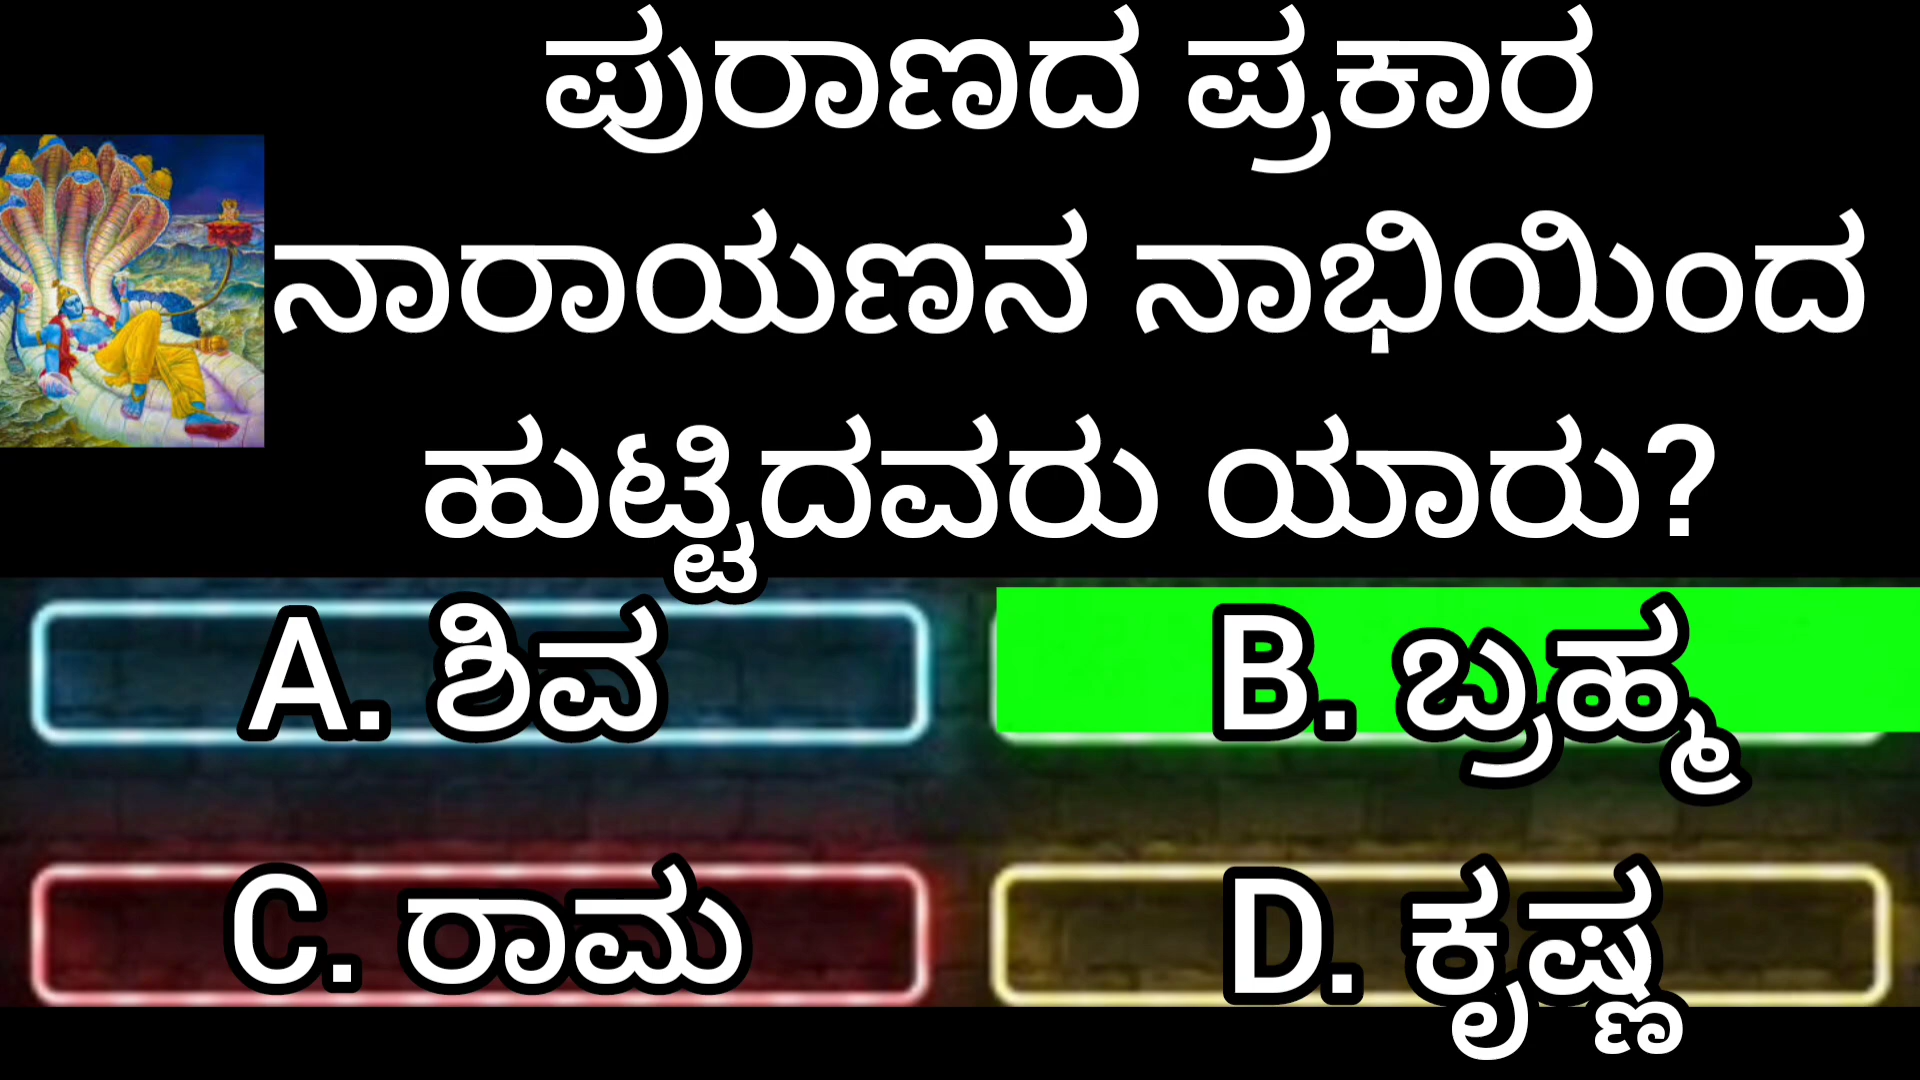 ಪುರಾಣದ ಪ್ರಕಾರ
ನಾರಾಯಣನ ನಾಭಿಯಿಂದ
ಹುಟ್ಟಿದವರು ಯಾರು?
A. ಶಿವ
B. ಬ್ರಹ್ಮ
C. ರಾಮ
D. ಕೃಷ್ಣ